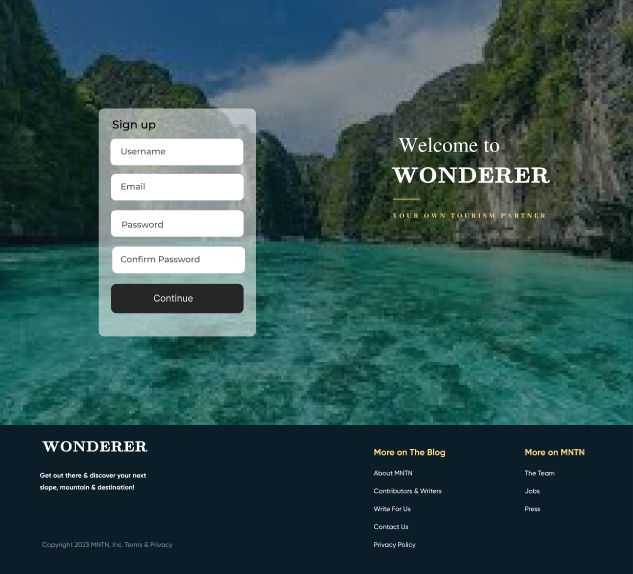 Sign up
Username
Email
Password
Confirm Password
Continue
Welcome to
WONDERER
YOUR OWN TOURISM PARTNER
WONDERER
Get out there & discover your next
slope, mountain & destination!
Copyright 2023 MNTN, Inc. Terms & Privacy
More on The Blog
About MNTN
Contributors & Writers
Write For Us
Contact Us
Privacy Policy
More on MNTN
The Team
Jobs
Press